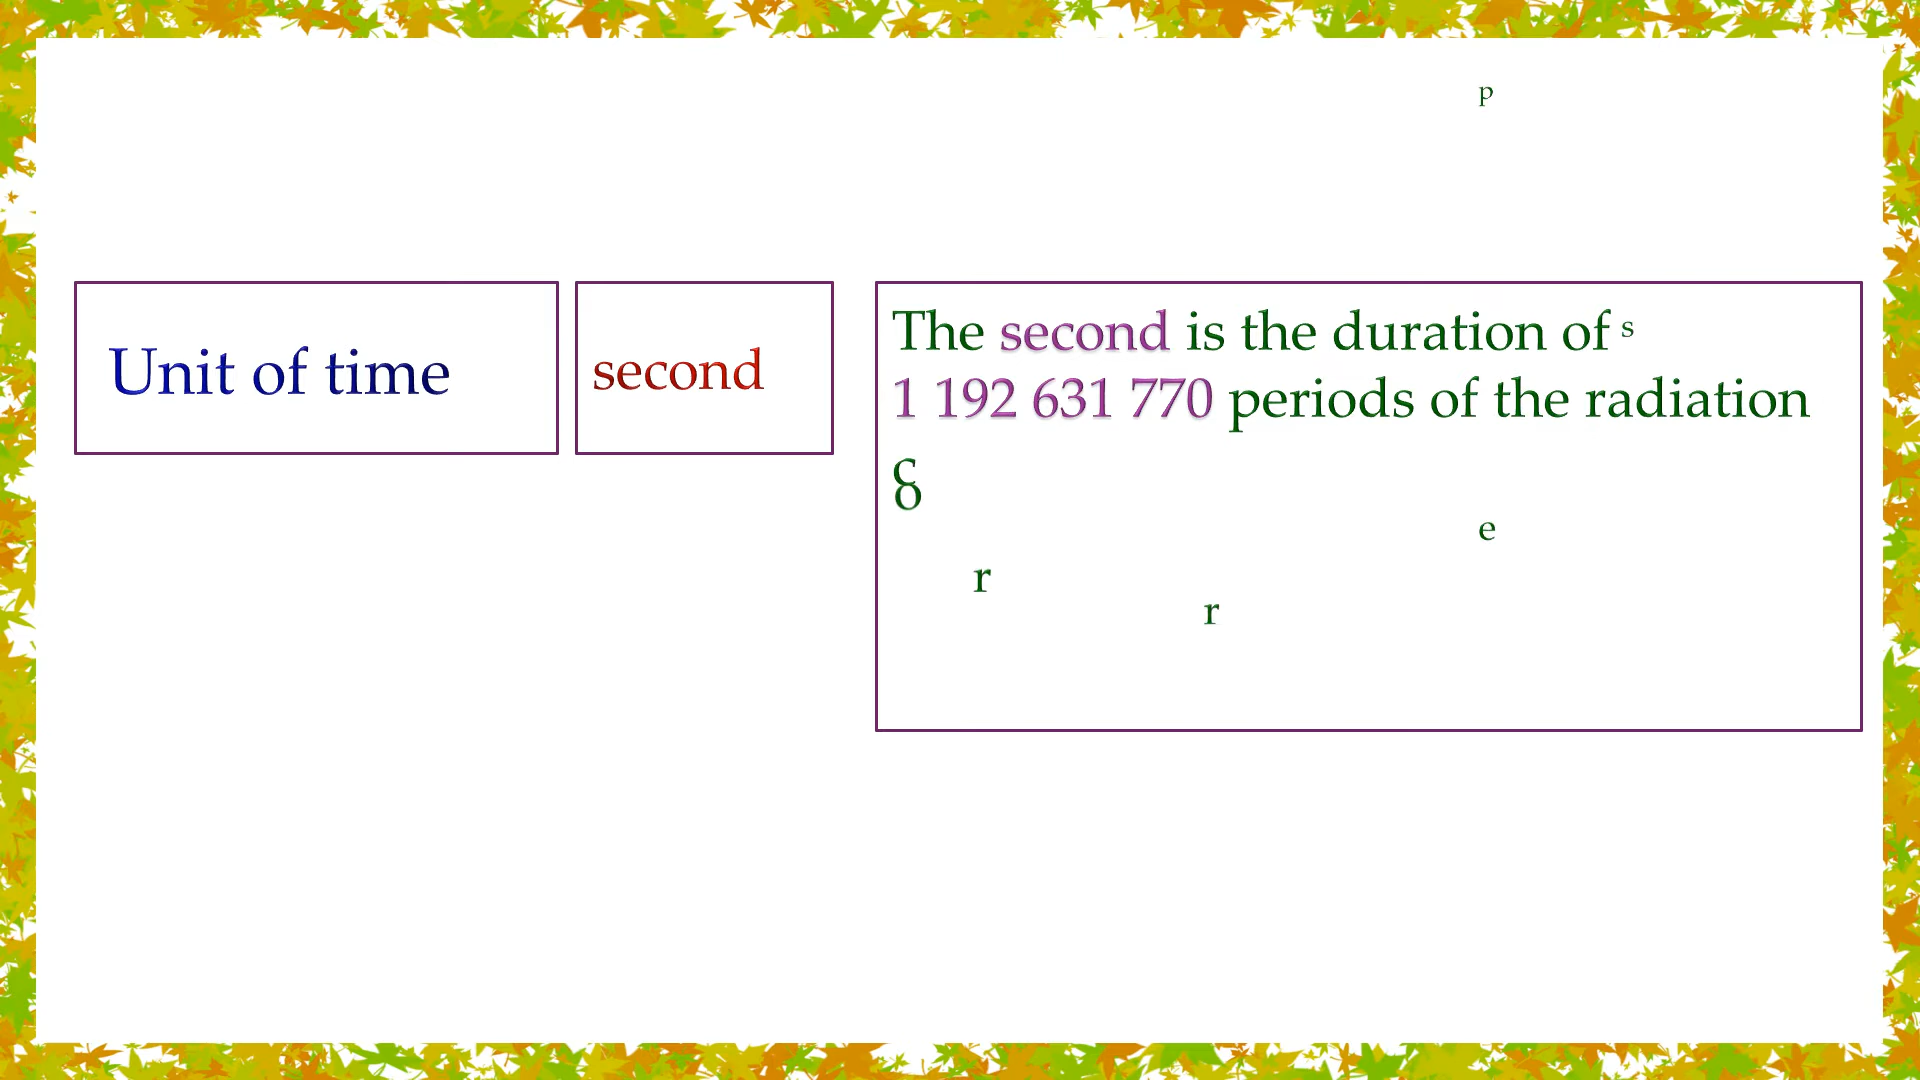 p
Unit of time
second
The second is the duration of s
1 192 631 770 periods of the radiation
e
r
r